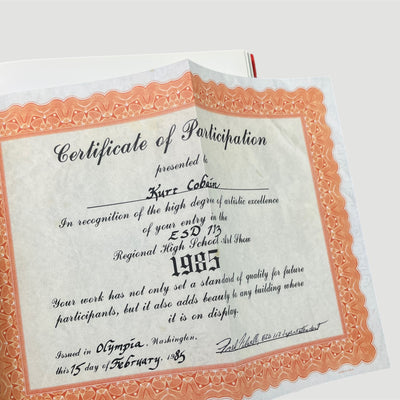 Certificate of Participation
presented to
Kurt Cobain
In recognition of the high degree of artistic excellence
of your entry in the
ESD 113
Regional High School Art Show
1985
Your work has not only set a standard of quality for future
participants, but it also adds beauty to any building where
it is on display.
Issued in Olympia, Washington,
this 15 day of February, 1985
ESD 113 Superintendent